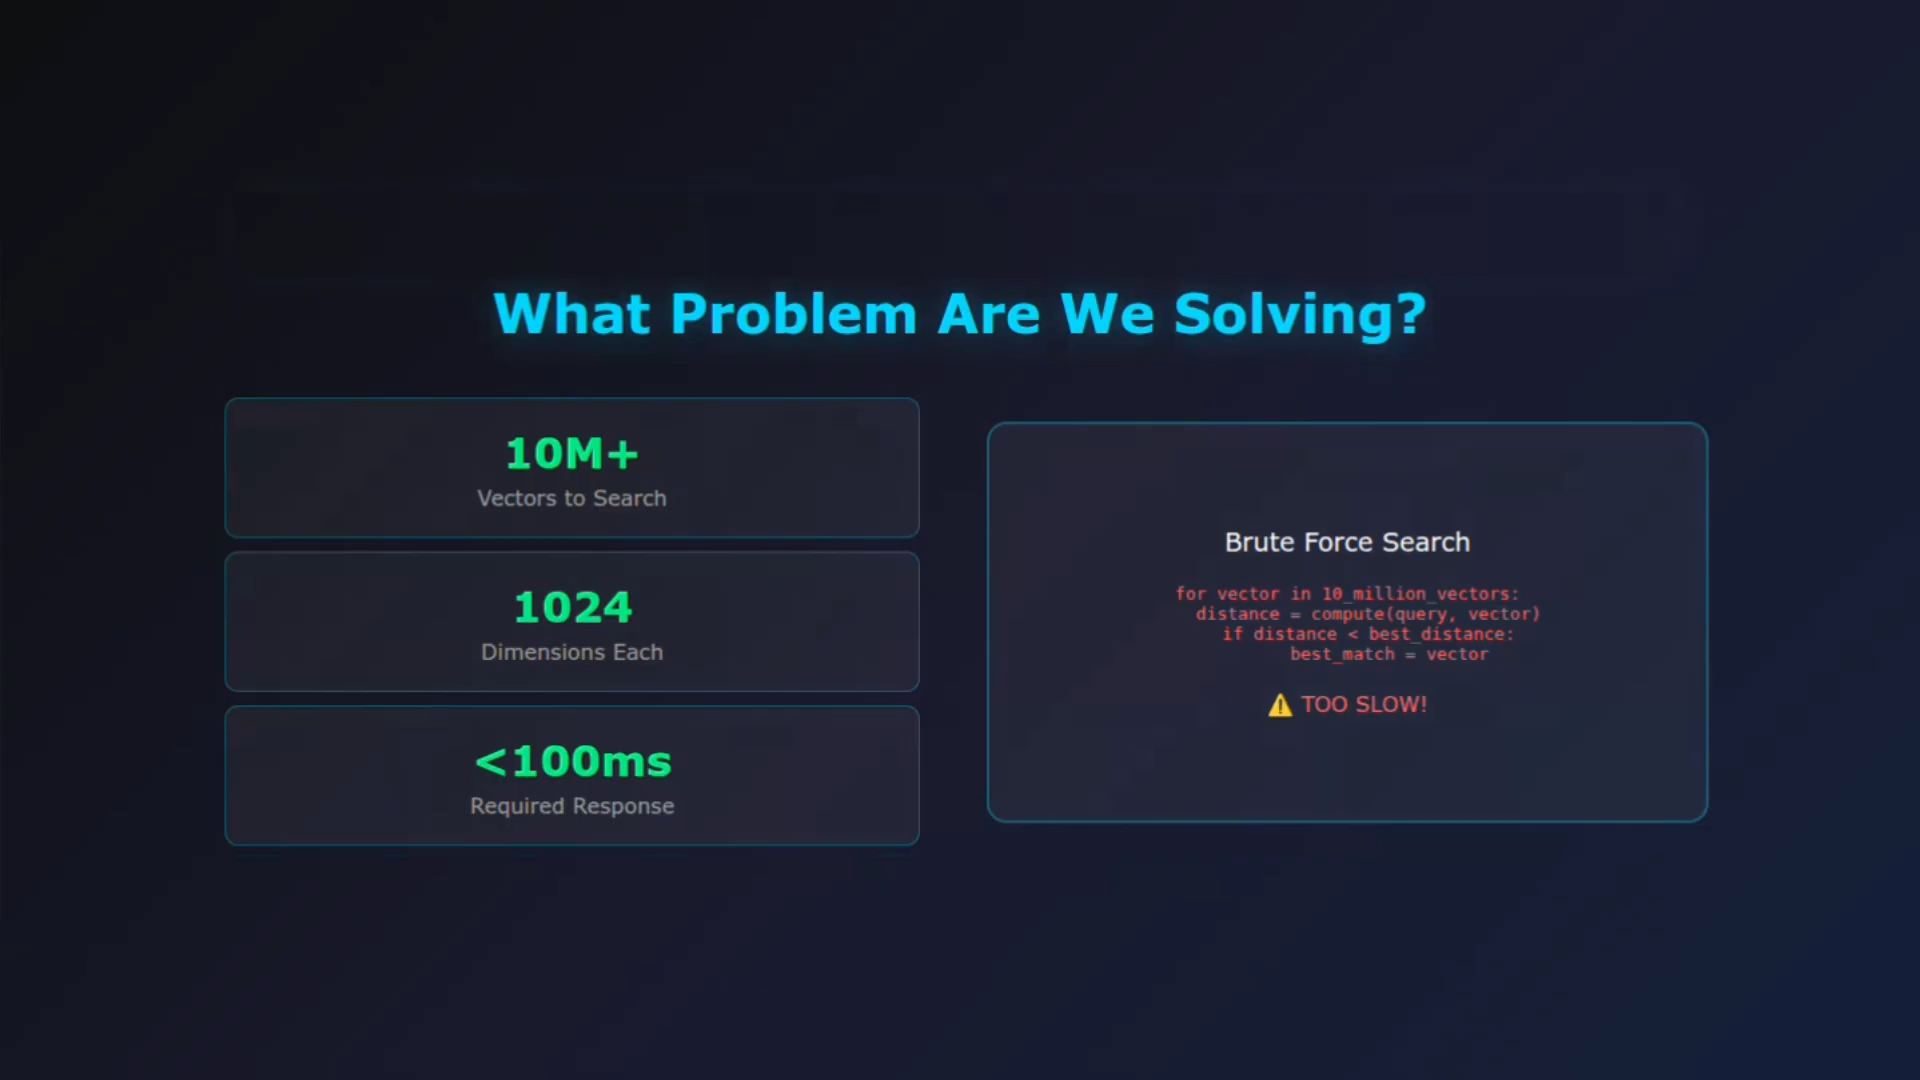 What Problem Are We Solving?
10M+
Vectors to Search
1024
Dimensions Each
<100ms
Required Response
Brute Force Search
for vector in 10_million_vectors:
distance = compute(query, vector)
if distance < best_distance:
best_match = vector
⚠️ TOO SLOW!